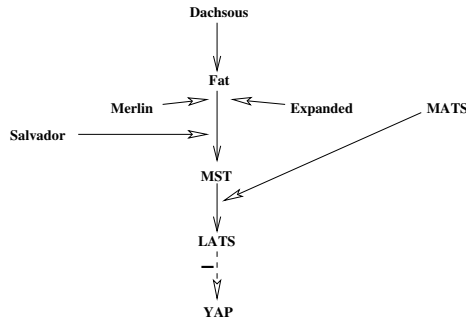 Dachsous
Fat
Merlin
Expanded
MATS
Salvador
MST
LATS
YAP